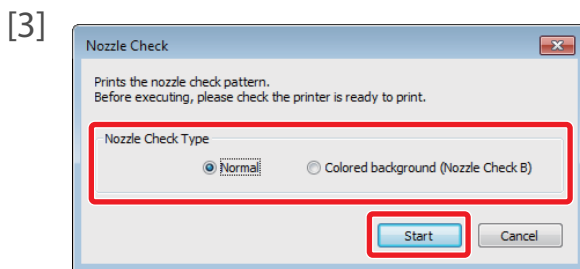 [3]
Nozzle Check
Prints the nozzle check pattern.
Before executing, please check the printer is ready to print.
Nozzle Check Type
Normal Colored background (Nozzle Check B)
Start Cancel